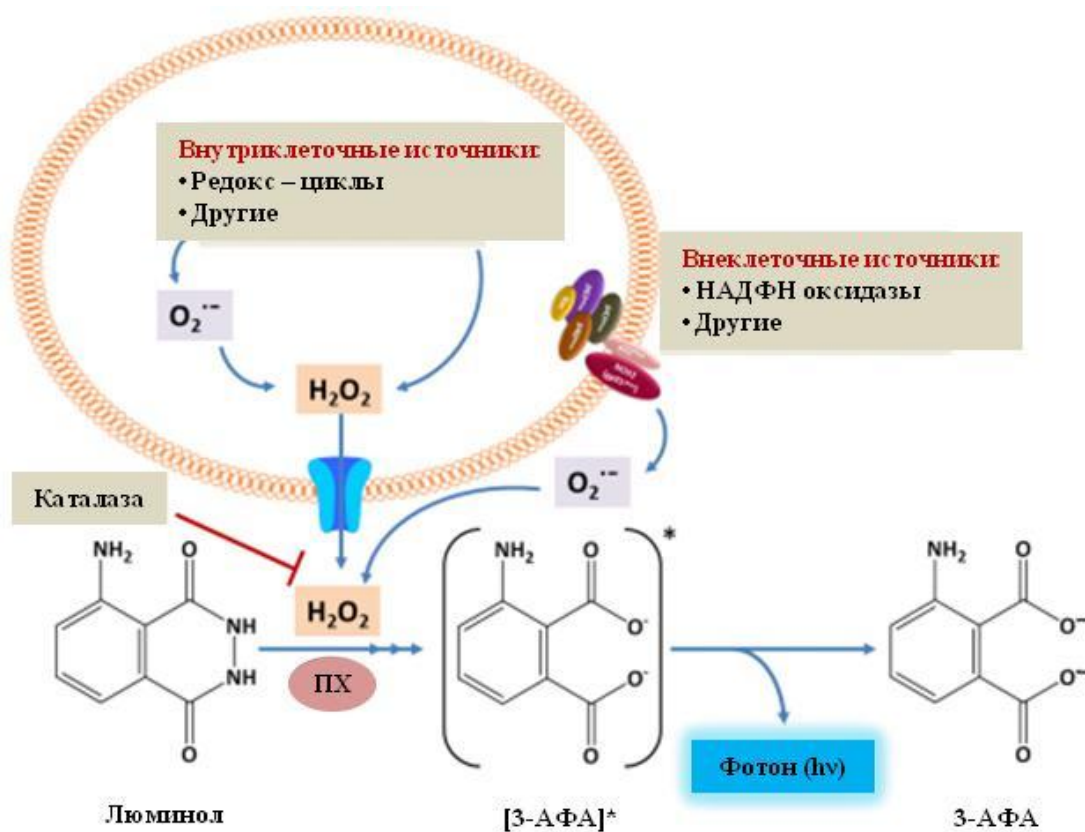 Внутриклеточные источники:
•Редокс – циклы
•Другие
Внеклеточные источники:
•НАДФН оксидазы
•Другие
O₂˙⁻
H₂O₂
O₂˙⁻
Каталаза
NH₂
O
NH
NH
O
H₂O₂
ПХ
NH₂
O
O⁻
O⁻
O
*
NH₂
O
O⁻
O⁻
O
Фотон (hν)
Люминол
[3-АФА]*
3-АФА